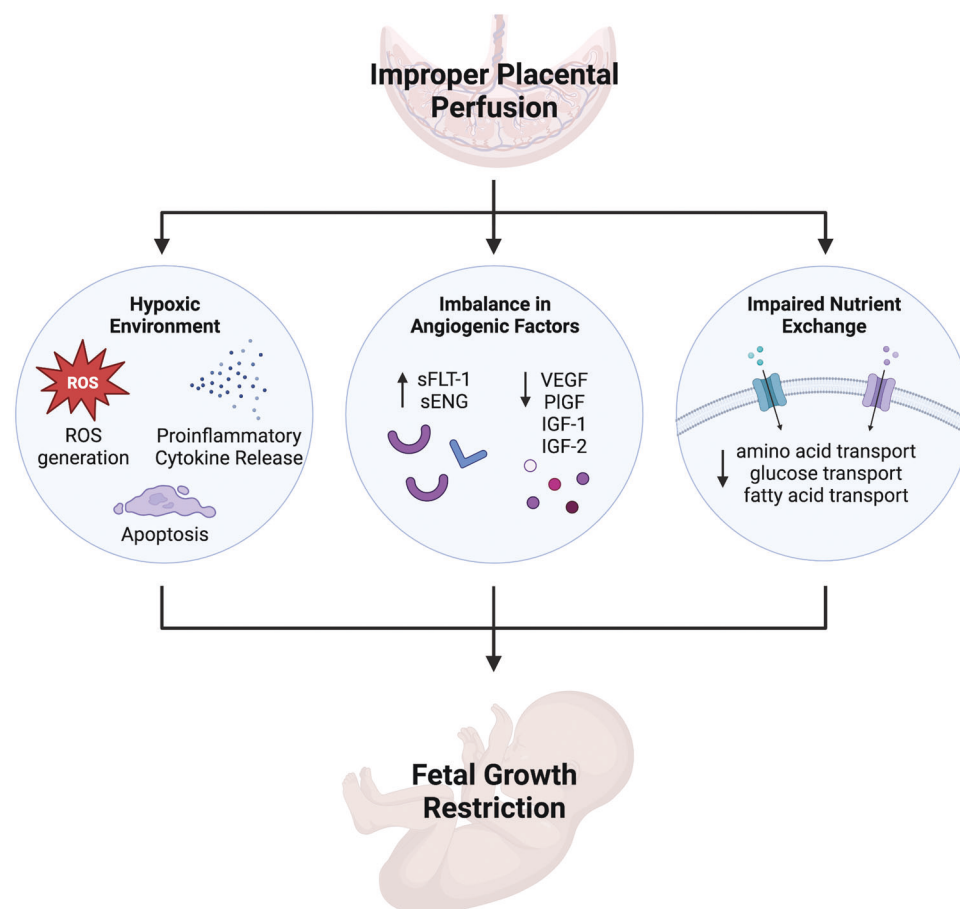 Improper Placental
Perfusion
Hypoxic
Environment
ROS
ROS
generation
Proinflammatory
Cytokine Release
Apoptosis
Imbalance in
Angiogenic Factors
sFLT-1
sENG
VEGF
PlGF
IGF-1
IGF-2
Impaired Nutrient
Exchange
amino acid transport
glucose transport
fatty acid transport
Fetal Growth
Restriction